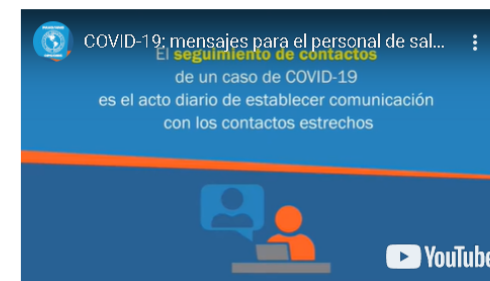 COVID-19: mensajes para el personal de sal...
El seguimiento de contactos
de un caso de COVID-19
es el acto diario de establecer comunicación
con los contactos estrechos
YouTube